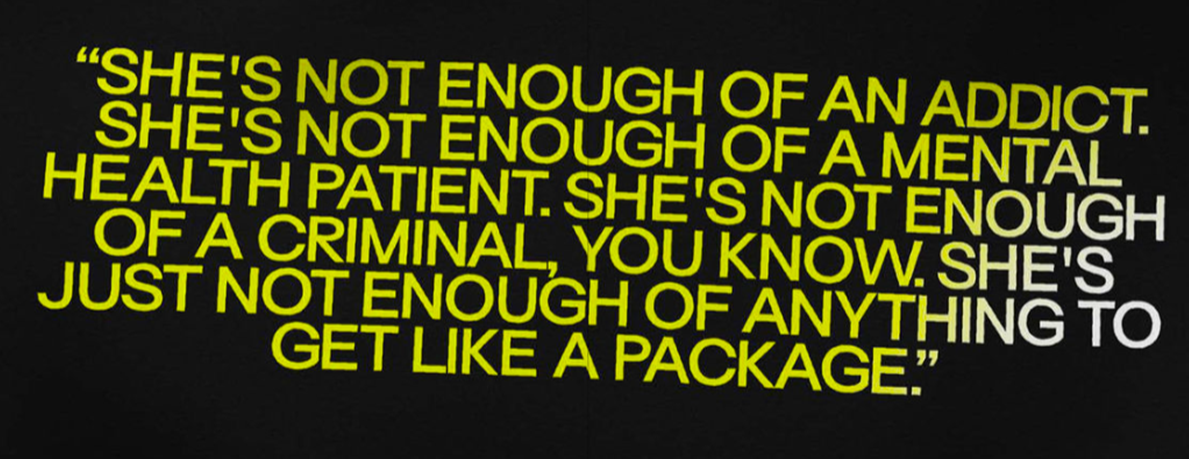 “SHE'S NOT ENOUGH OF AN ADDICT.
SHE'S NOT ENOUGH OF A MENTAL
HEALTH PATIENT. SHE'S NOT ENOUGH
OF A CRIMINAL, YOU KNOW. SHE'S
JUST NOT ENOUGH OF ANYTHING TO
GET LIKE A PACKAGE.”